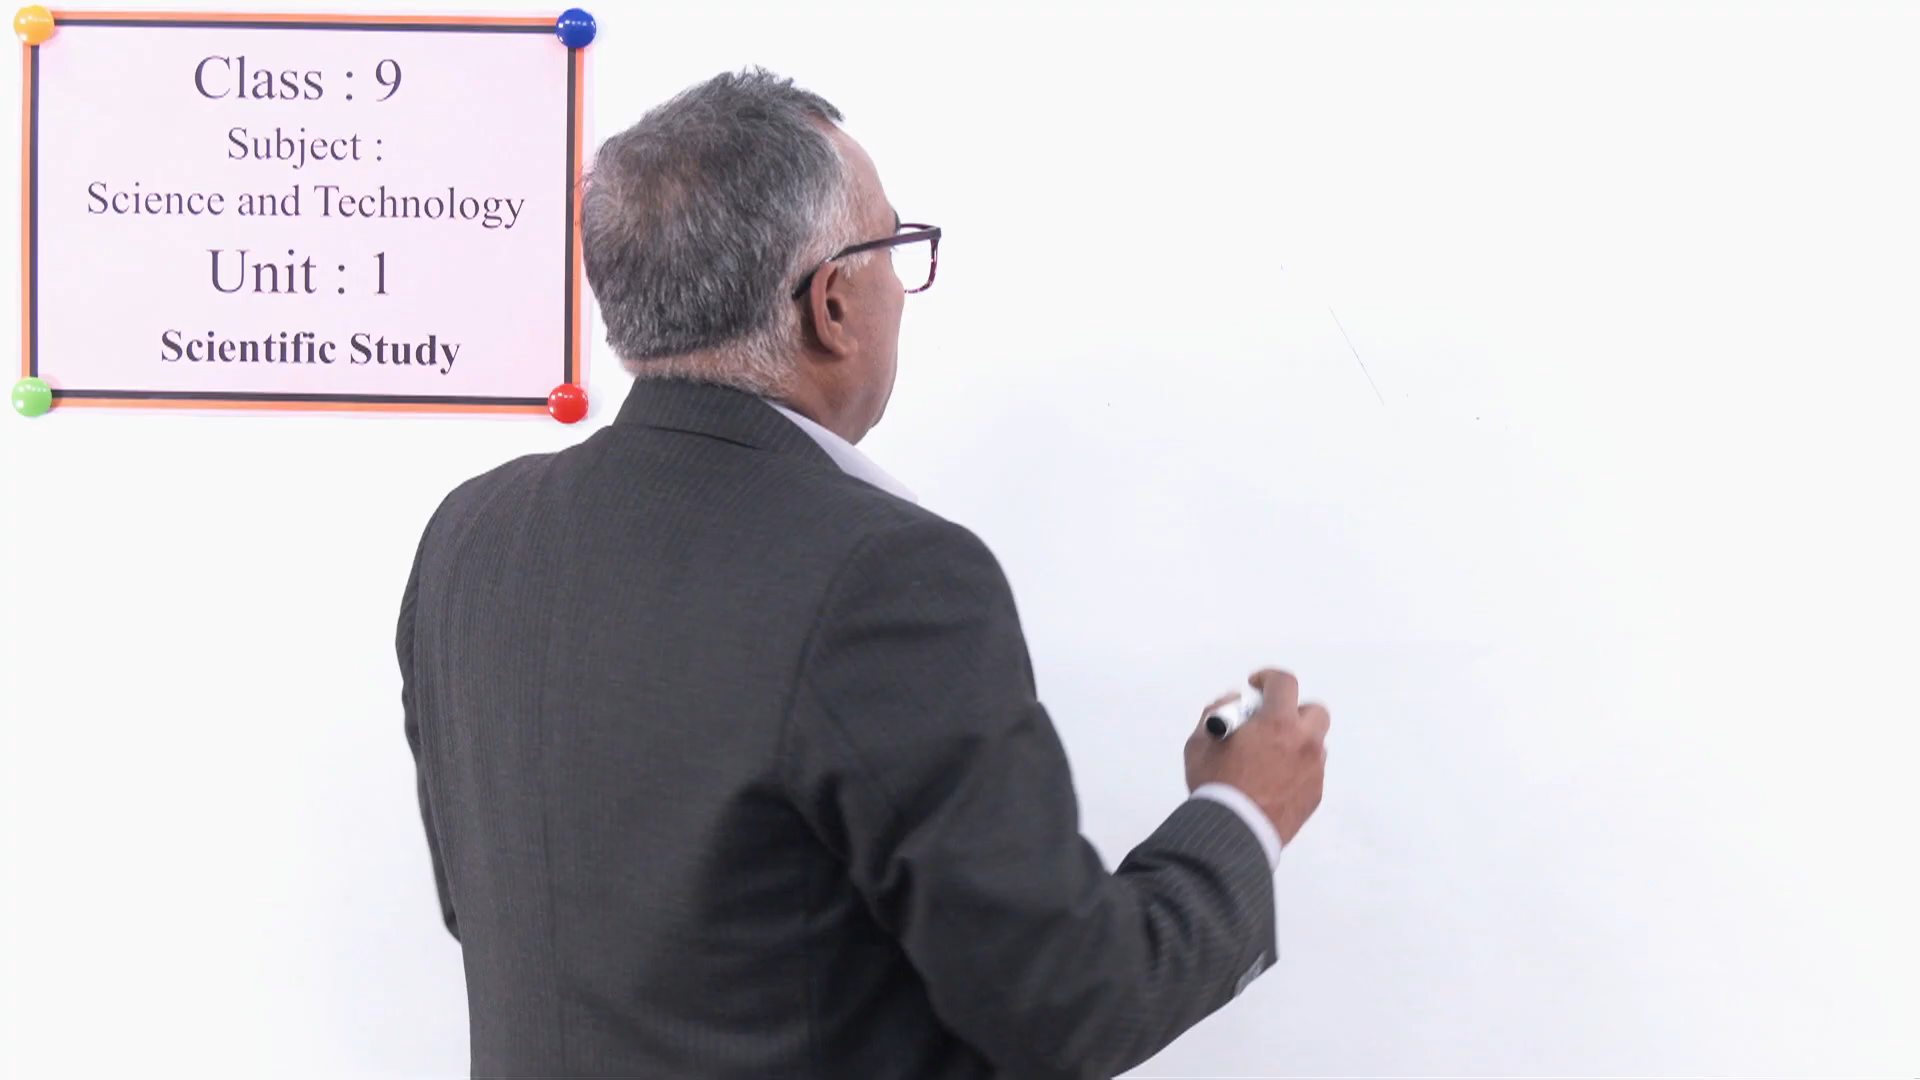 Class : 9
Subject :
Science and Technology
Unit : 1
Scientific Study